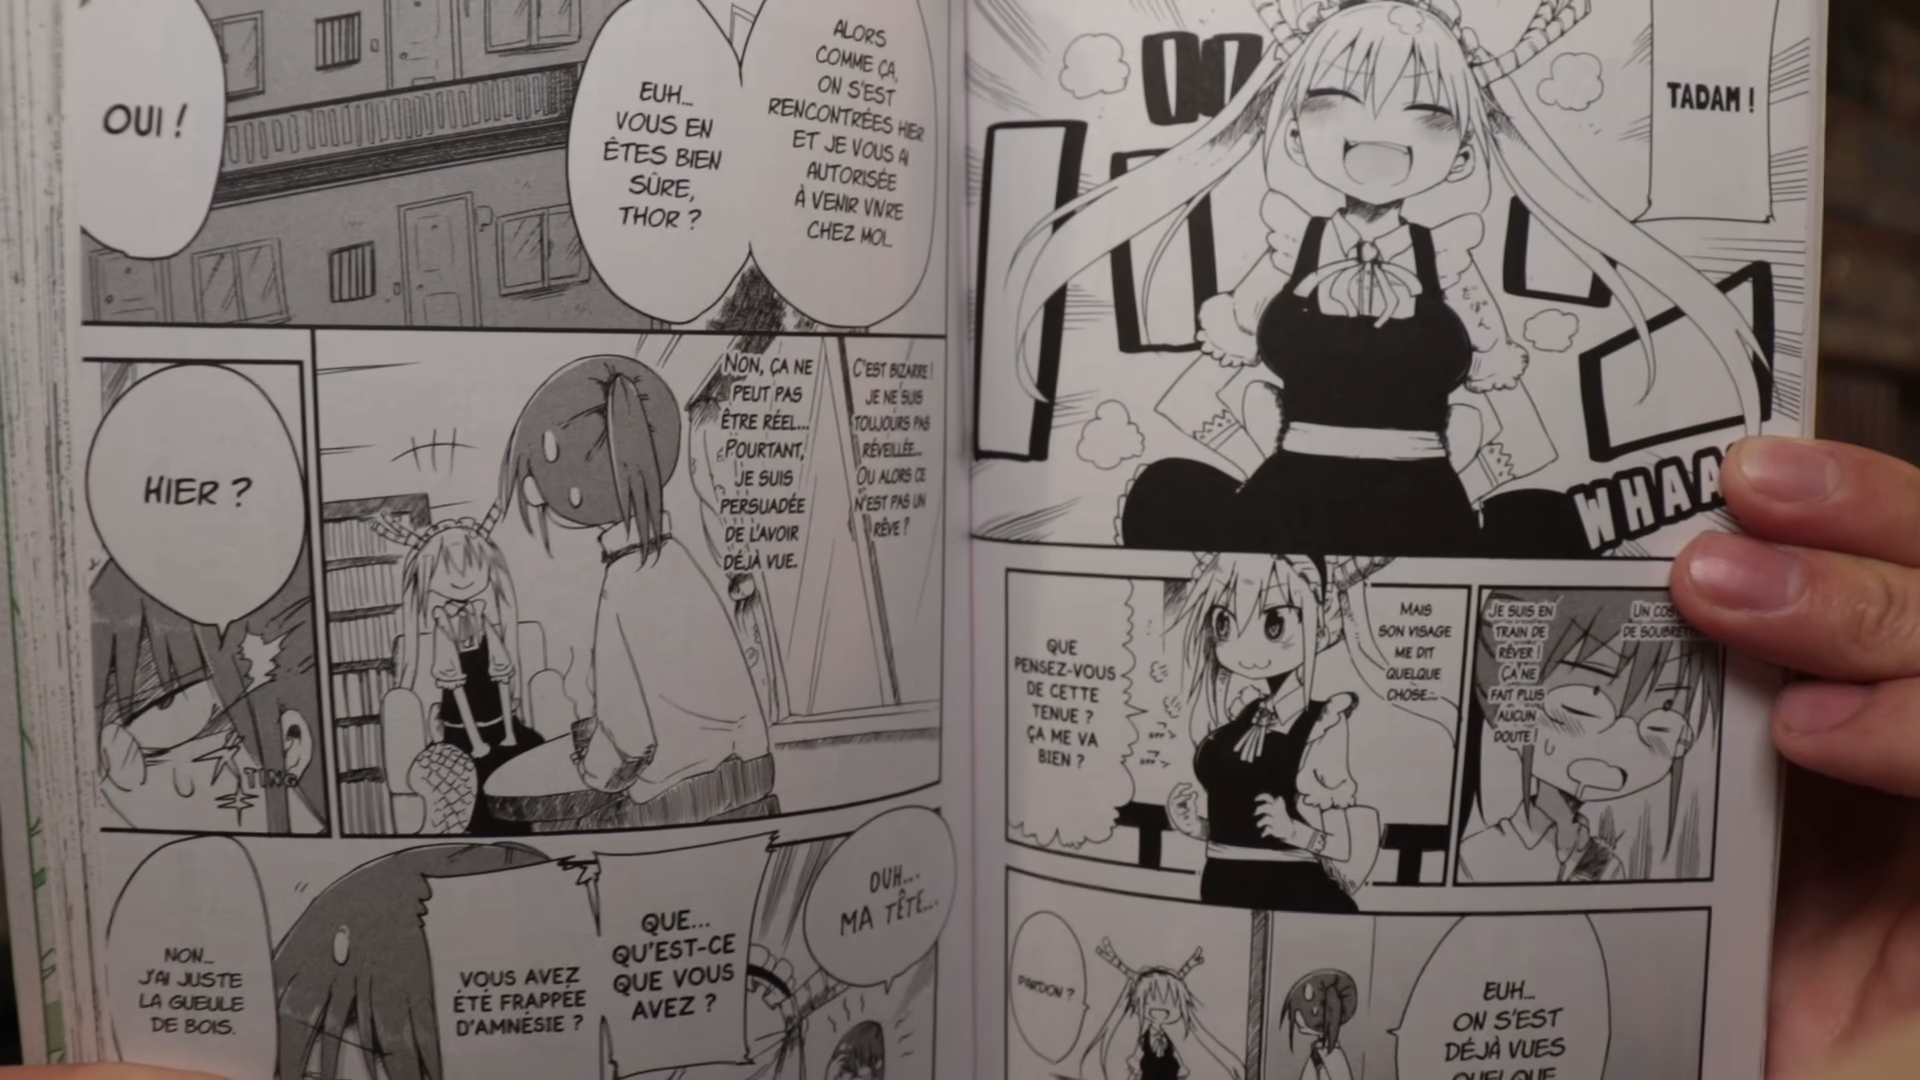 TADAM !
WHAA
UN
DE
JE SUIS EN
TRAIN DE
RÊVER !
ÇA NE
FAIT PLUS
AUCUN
DOUTE !
MAIS
SON VISAGE
ME DIT
QUELQUE
CHOSE...
QUE
PENSEZ-VOUS
DE CETTE
TENUE ?
ÇA ME VA
BIEN ?
EUH...
ON S'EST
DÉJÀ VUES
QUELQUE
PARDON ?
ALORS
COMME ÇA,
ON S'EST
RENCONTRÉES HIER
ET JE VOUS AI
AUTORISÉE
À VENIR VIVRE
CHEZ MOI.
EUH...
VOUS EN
ÊTES BIEN
SÛRE,
THOR ?
OUI !
C'EST BIZARRE !
JE NE SUIS
TOUJOURS PAS
RÉVEILLÉE...
OU ALORS CE
N'EST PAS UN
RÊVE ?
NON, ÇA NE
PEUT PAS
ÊTRE RÉEL...
POURTANT,
JE SUIS
PERSUADÉE
DE L'AVOIR
DÉJÀ VUE.
HIER ?
TING
OUH...
MA TÊTE...
QUE...
QU'EST-CE
QUE VOUS
AVEZ ?
VOUS AVEZ
ÉTÉ FRAPPÉE
D'AMNÉSIE ?
NON...
J'AI JUSTE
LA GUEULE
DE BOIS.